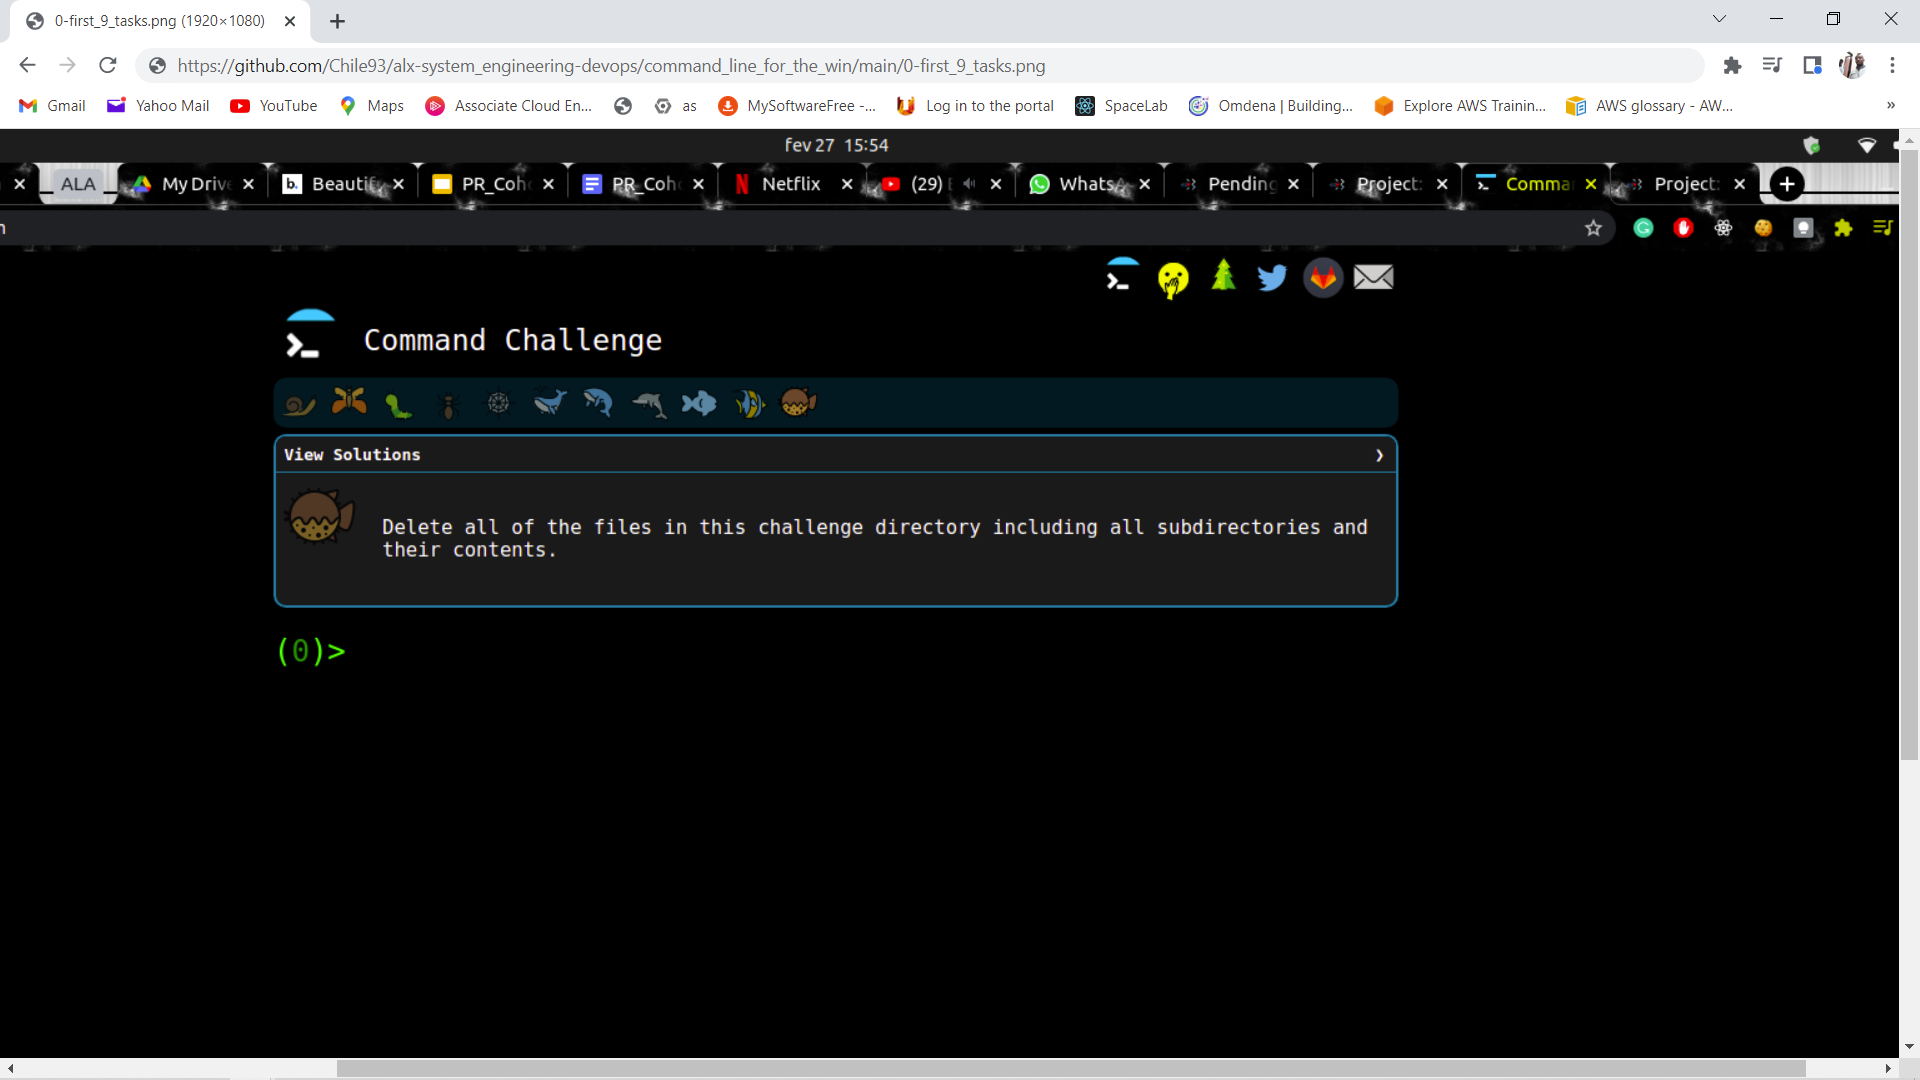 0-first_9_tasks.png (1920×1080)
https://github.com/Chile93/alx-system_engineering-devops/command_line_for_the_win/main/0-first_9_tasks.png
Gmail Yahoo Mail YouTube Maps Associate Cloud En... as MySoftwareFree -... Log in to the portal SpaceLab Omdena | Building... Explore AWS Trainin... AWS glossary - AW... »
fev 27 15:54
ALA My Drive Beautif PR_Coh PR_Coh Netflix (29) WhatsA Pending Project: Comma Project:
n
Command Challenge
View Solutions
Delete all of the files in this challenge directory including all subdirectories and
their contents.
(0)>